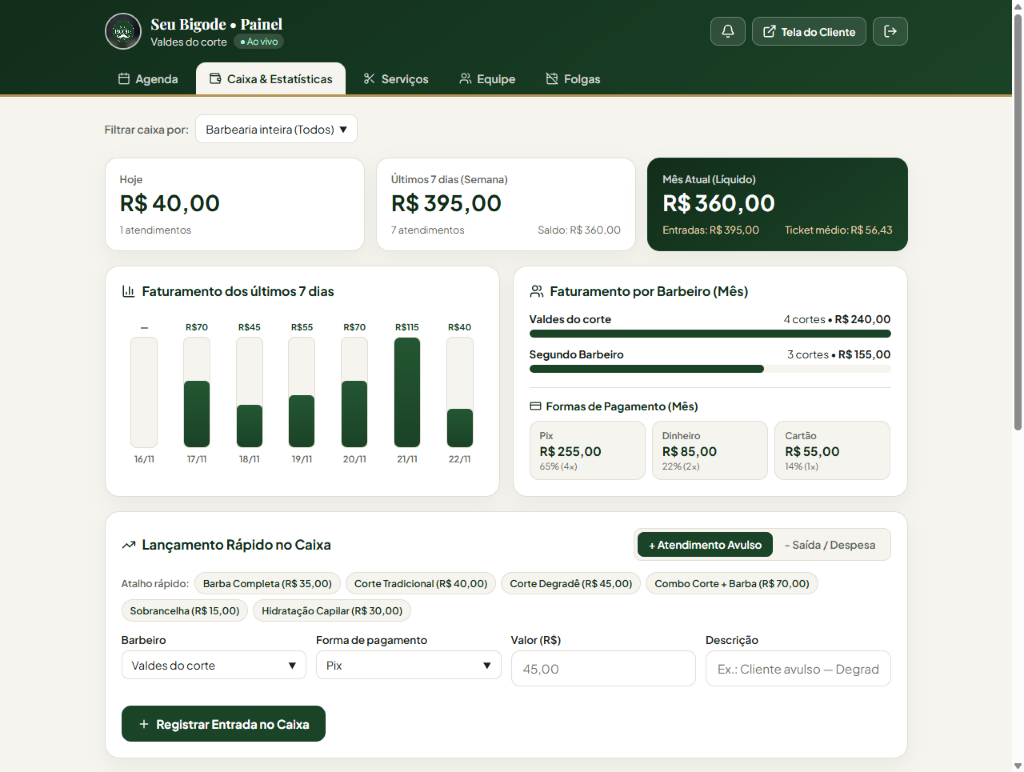 Seu Bigode • Painel
Valdes do corte • Ao vivo
Tela do Cliente
Agenda Caixa & Estatísticas Serviços Equipe Folgas
Filtrar caixa por: Barbearia inteira (Todos) ▼
Hoje
R$ 40,00
1 atendimentos
Últimos 7 dias (Semana)
R$ 395,00
7 atendimentos Saldo: R$ 360,00
Mês Atual (Líquido)
R$ 360,00
Entradas: R$ 395,00 Ticket médio: R$ 56,43
Faturamento dos últimos 7 dias
— R$70 R$45 R$55 R$70 R$115 R$40
16/11 17/11 18/11 19/11 20/11 21/11 22/11
Faturamento por Barbeiro (Mês)
Valdes do corte 4 cortes • R$ 240,00
Segundo Barbeiro 3 cortes • R$ 155,00
Formas de Pagamento (Mês)
Pix
R$ 255,00
65% (4x)
Dinheiro
R$ 85,00
22% (2x)
Cartão
R$ 55,00
14% (1x)
Lançamento Rápido no Caixa
+ Atendimento Avulso - Saída / Despesa
Atalho rápido: Barba Completa (R$ 35,00) Corte Tradicional (R$ 40,00) Corte Degradê (R$ 45,00) Combo Corte + Barba (R$ 70,00)
Sobrancelha (R$ 15,00) Hidratação Capilar (R$ 30,00)
Barbeiro Forma de pagamento Valor (R$) Descrição
Valdes do corte ▼ Pix ▼ 45,00 Ex.: Cliente avulso — Degrad
+ Registrar Entrada no Caixa